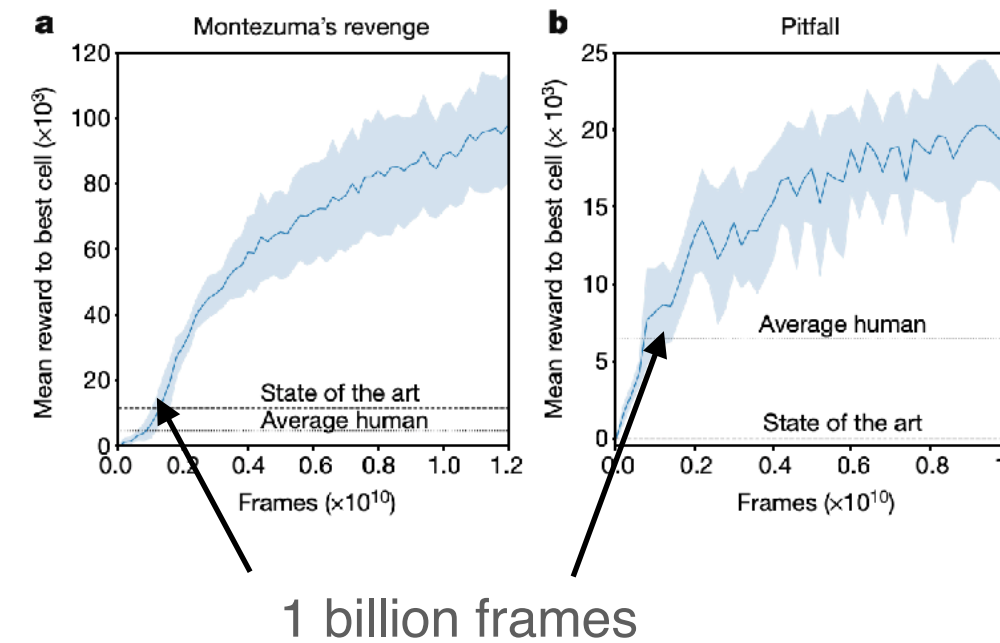 a Montezuma's revenge
Mean reward to best cell (×10³)
120
100
80
60
40
20
0
State of the art
Average human
0.0 0.2 0.4 0.6 0.8 1.0 1.2
Frames (×10¹⁰)
b Pitfall
Mean reward to best cell (× 10³)
25
20
15
10
5
0
Average human
State of the art
0.0 0.2 0.4 0.6 0.8
Frames (×10¹⁰)
1 billion frames